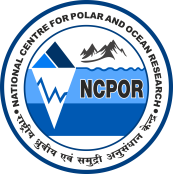 • NATIONAL CENTRE FOR POLAR AND OCEAN RESEARCH •
NCPOR
राष्ट्रीय ध्रुवीय एवं समुद्री अनुसंधान केन्द्र